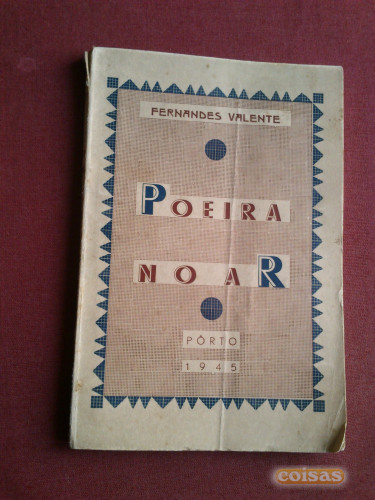 FERNANDES VALENTE
POEIRA
NO AR
PÔRTO
1945
coisas